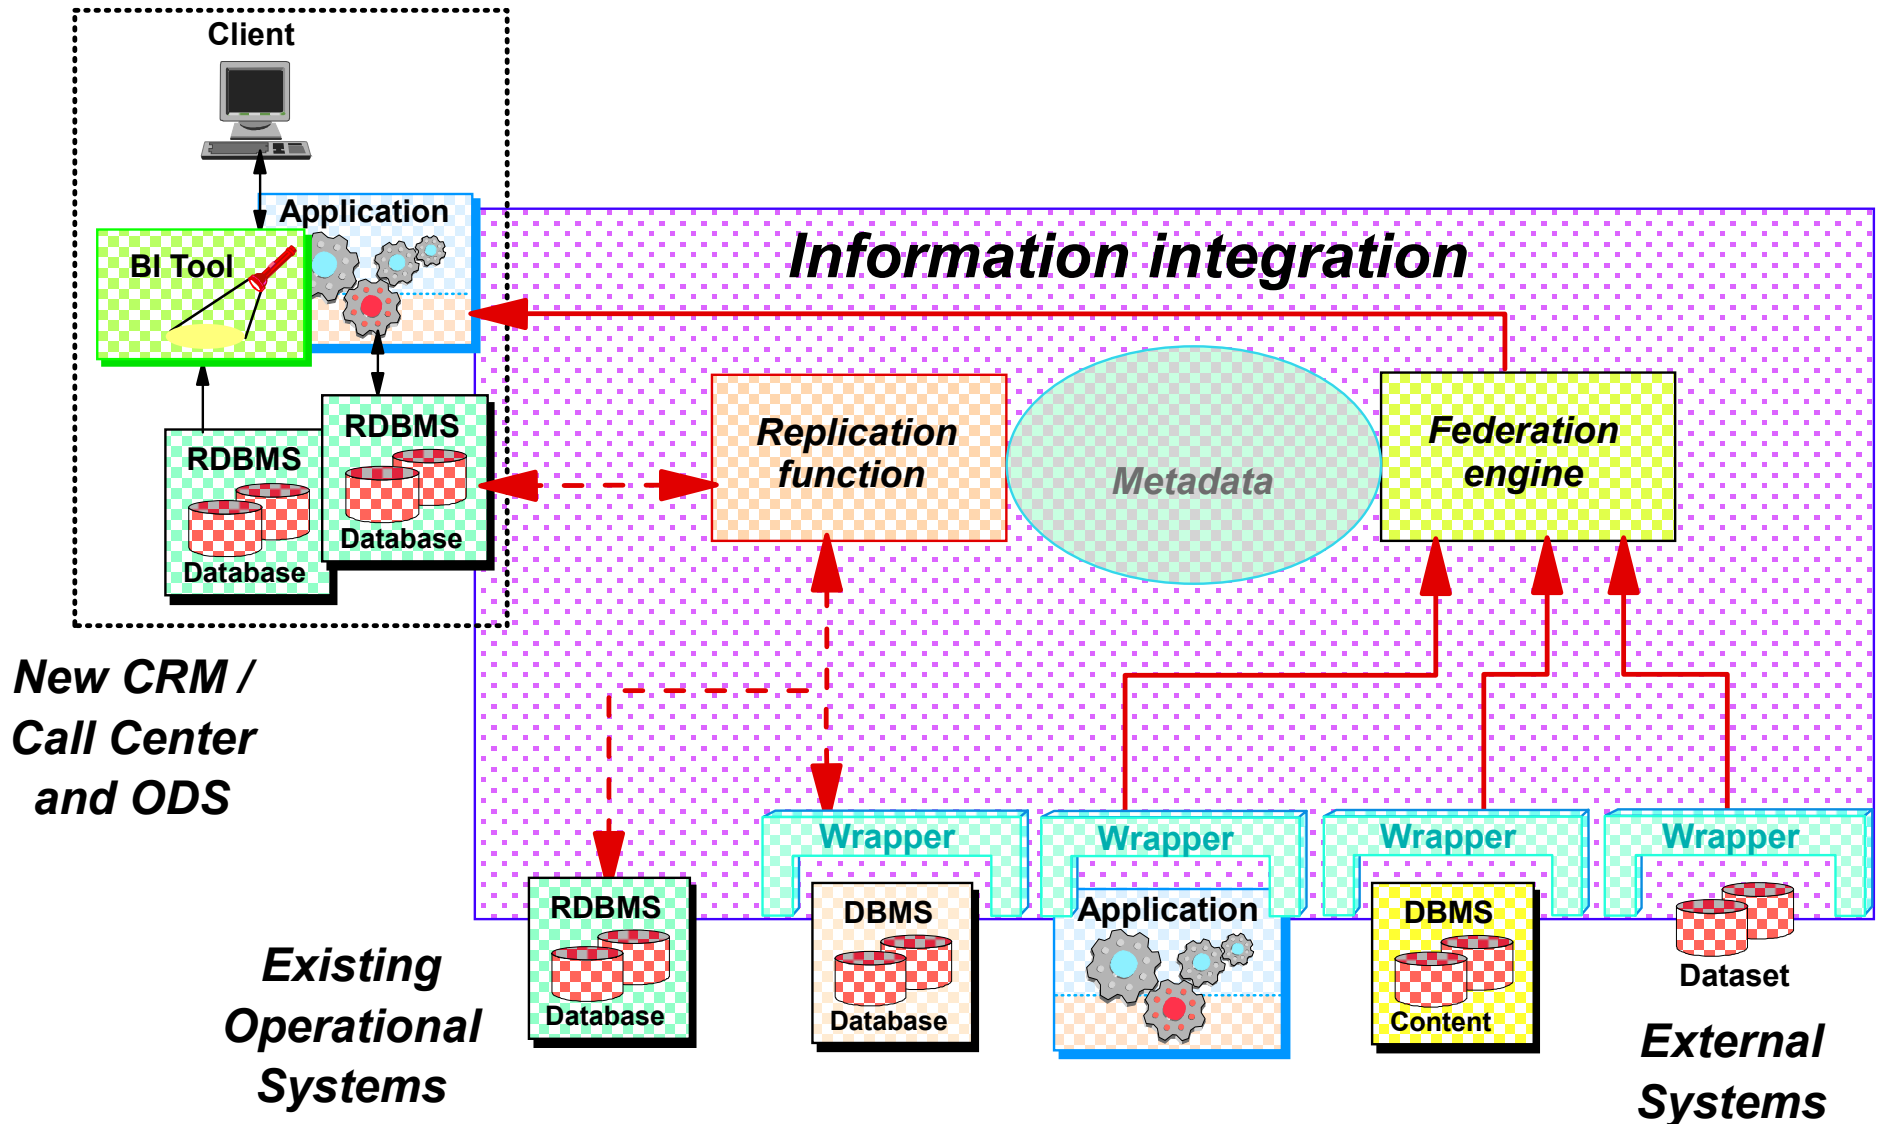 Client
Application
BI Tool
Information integration
RDBMS
Database
RDBMS
Database
Replication
function
Metadata
Federation
engine
New CRM /
Call Center
and ODS
Wrapper
Wrapper
Wrapper
Wrapper
RDBMS
Database
DBMS
Database
Application
DBMS
Content
Dataset
Existing
Operational
Systems
External
Systems